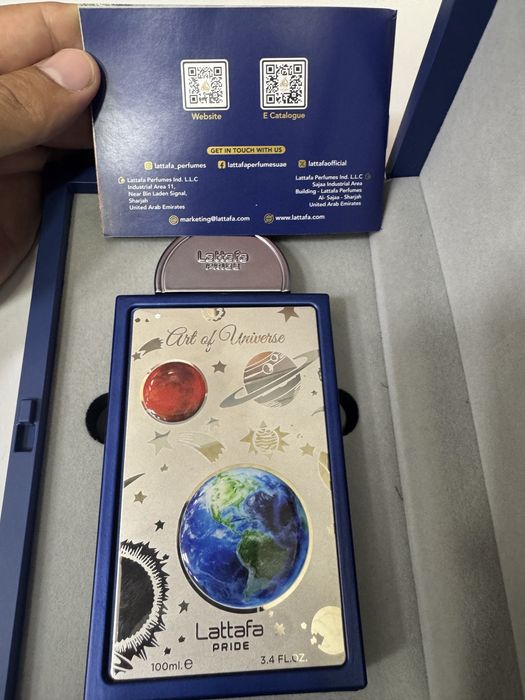 Website
E Catalogue
GET IN TOUCH WITH US
lattafa_perfumes
lattafaperfumesuae
lattafaofficial
Lattafa Perfumes Ind. L.L.C
Industrial Area 11,
Near Bin Laden Signal,
Sharjah
United Arab Emirates
Lattafa Perfumes Ind. L.L.C
Sajaa Industrial Area
Building - Lattafa Perfumes
Al- Sajaa - Sharjah
United Arab Emirates
marketing@lattafa.com
www.lattafa.com
Lattafa
PRIDE
Art of Universe
Lattafa
PRIDE
100ml.e
3.4 FL.OZ.